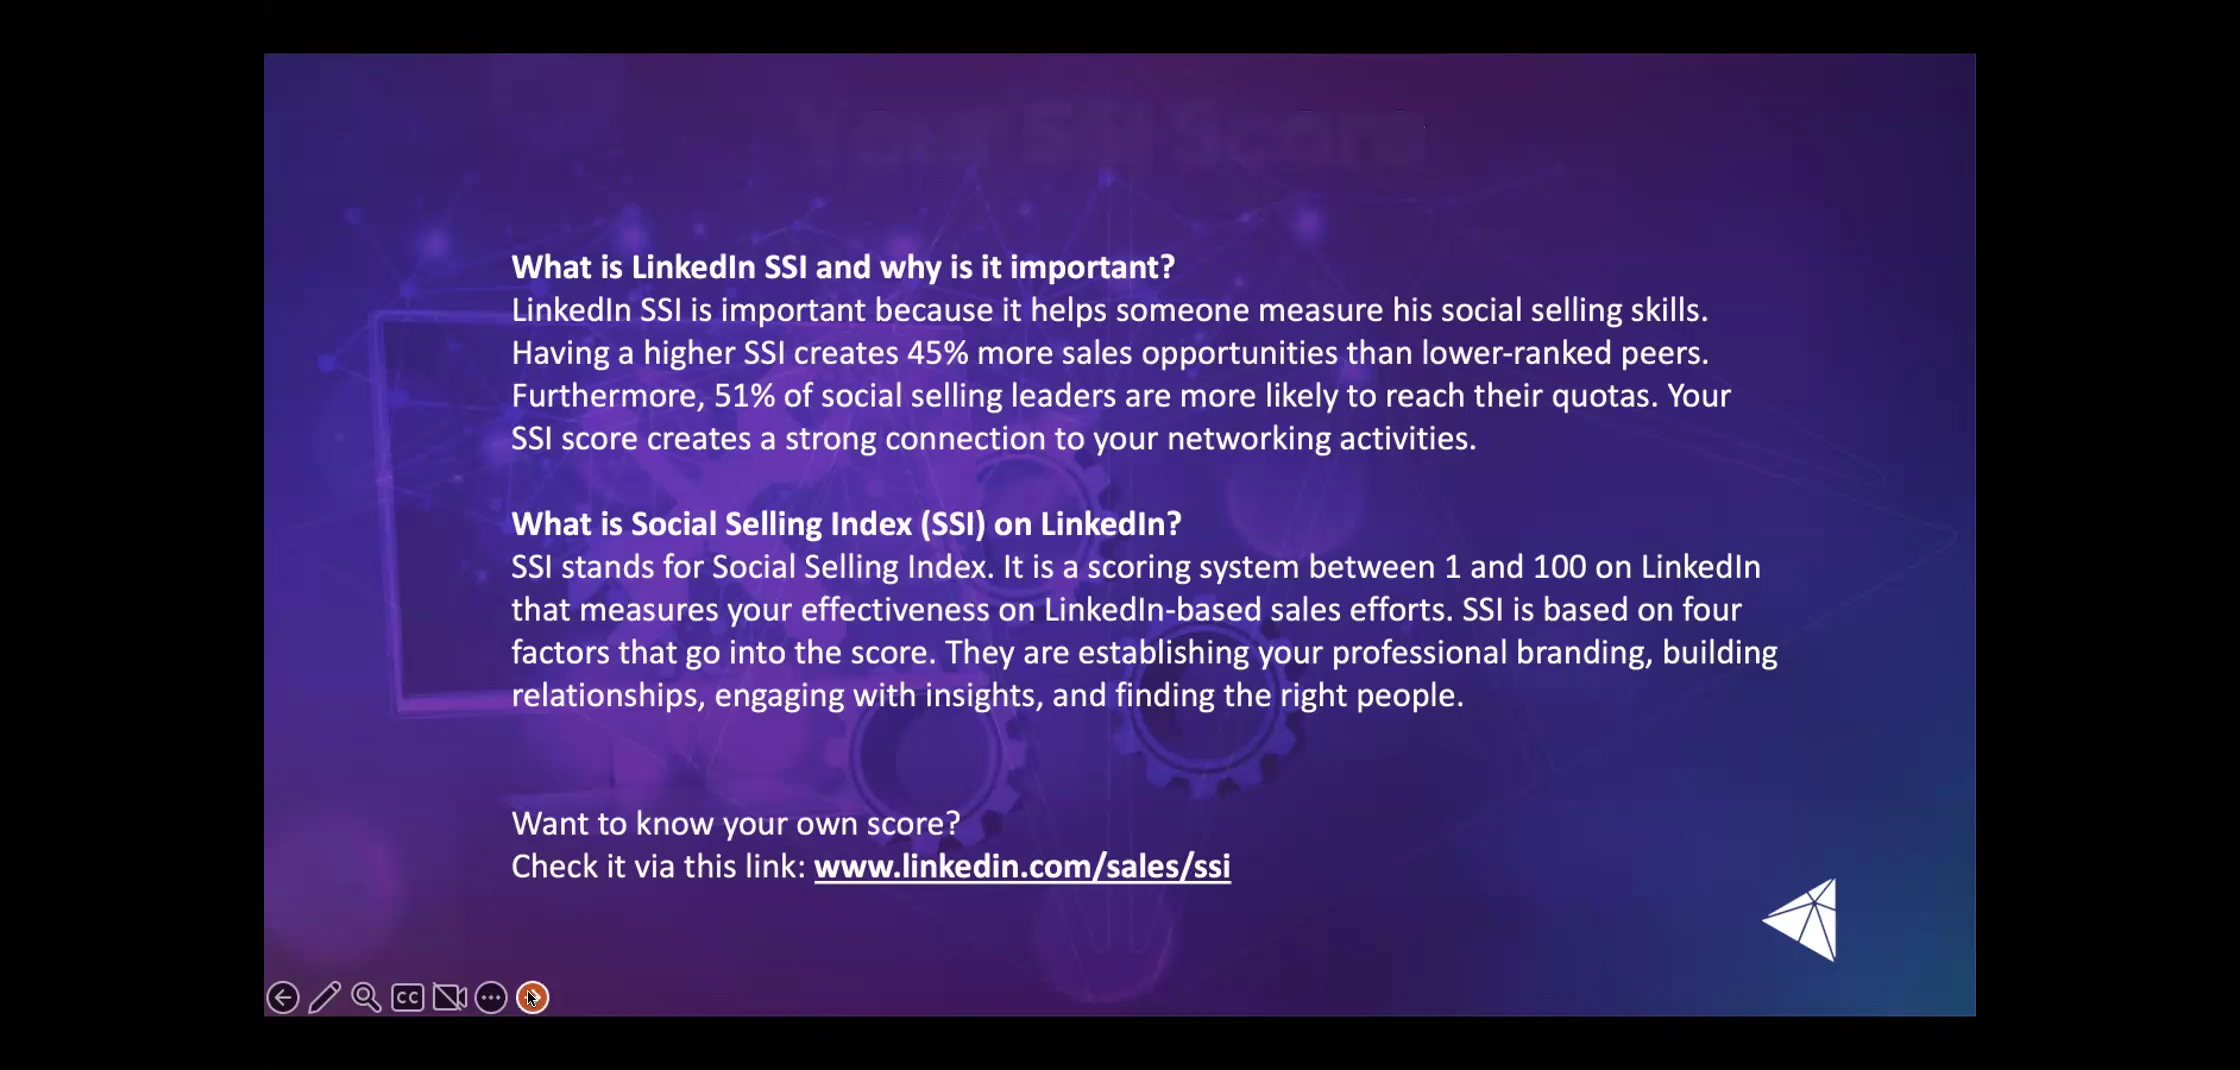 Your SSI Score
What is LinkedIn SSI and why is it important?
LinkedIn SSI is important because it helps someone measure his social selling skills.
Having a higher SSI creates 45% more sales opportunities than lower-ranked peers.
Furthermore, 51% of social selling leaders are more likely to reach their quotas. Your
SSI score creates a strong connection to your networking activities.
What is Social Selling Index (SSI) on LinkedIn?
SSI stands for Social Selling Index. It is a scoring system between 1 and 100 on LinkedIn
that measures your effectiveness on LinkedIn-based sales efforts. SSI is based on four
factors that go into the score. They are establishing your professional branding, building
relationships, engaging with insights, and finding the right people.
Want to know your own score?
Check it via this link: www.linkedin.com/sales/ssi
CC